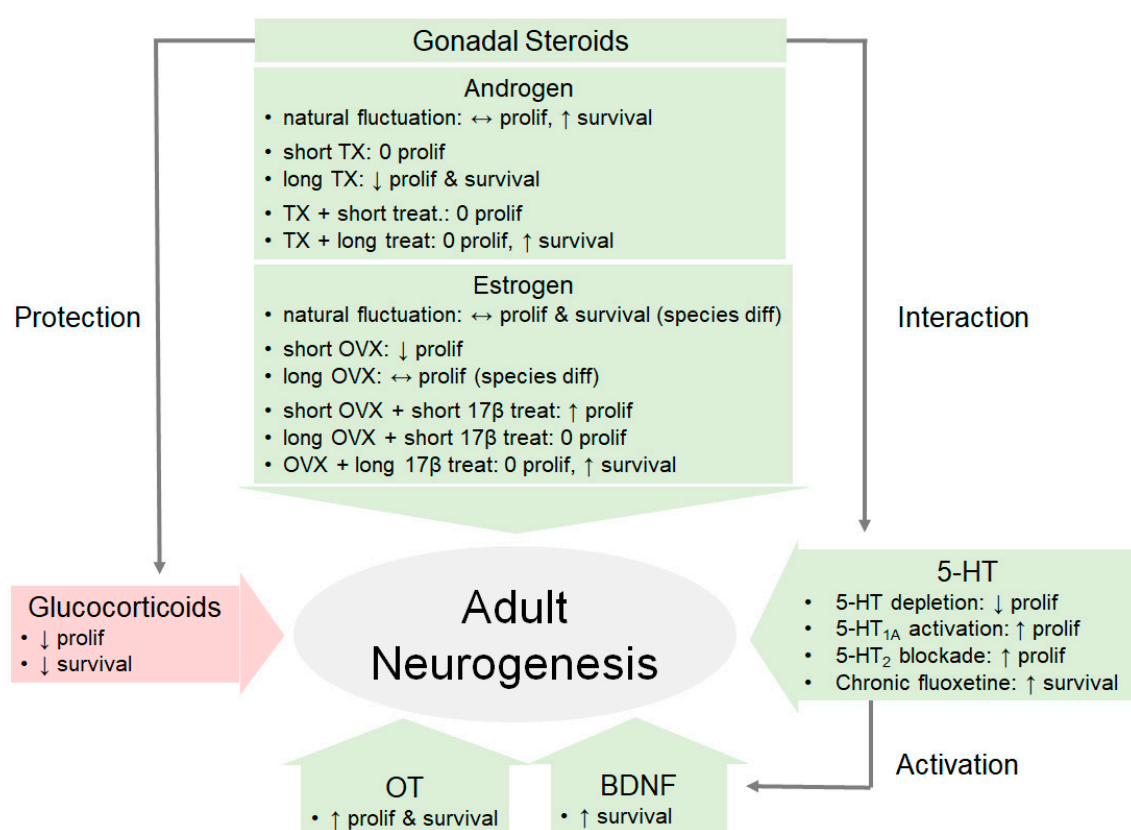 Gonadal Steroids
Androgen
• natural fluctuation: ↔ prolif, ↑ survival
• short TX: 0 prolif
• long TX: ↓ prolif & survival
• TX + short treat.: 0 prolif
• TX + long treat: 0 prolif, ↑ survival
Estrogen
• natural fluctuation: ↔ prolif & survival (species diff)
• short OVX: ↓ prolif
• long OVX: ↔ prolif (species diff)
• short OVX + short 17β treat: ↑ prolif
• long OVX + short 17β treat: 0 prolif
• OVX + long 17β treat: 0 prolif, ↑ survival
Protection
Interaction
Glucocorticoids
• ↓ prolif
• ↓ survival
Adult
Neurogenesis
5-HT
• 5-HT depletion: ↓ prolif
• 5-HT1A activation: ↑ prolif
• 5-HT2 blockade: ↑ prolif
• Chronic fluoxetine: ↑ survival
Activation
OT
• ↑ prolif & survival
BDNF
• ↑ survival